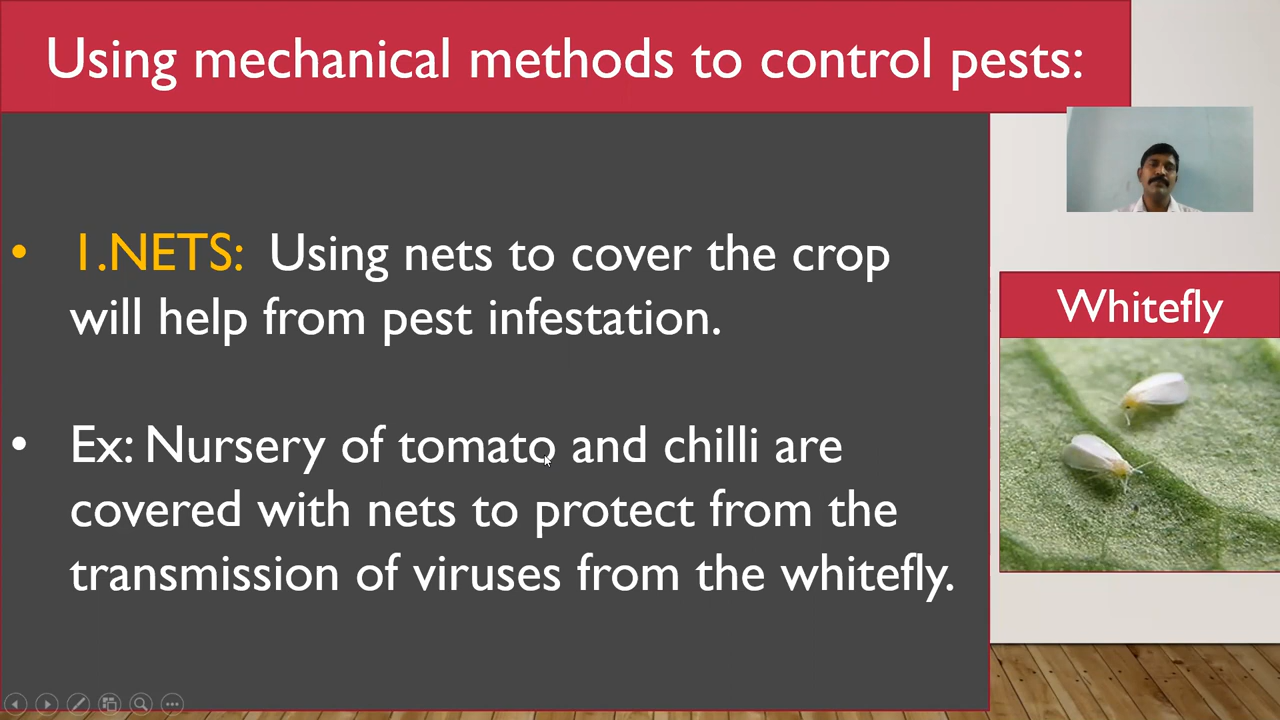 Using mechanical methods to control pests:
• 1.NETS: Using nets to cover the crop
will help from pest infestation.
• Ex: Nursery of tomato and chilli are
covered with nets to protect from the
transmission of viruses from the whitefly.
Whitefly